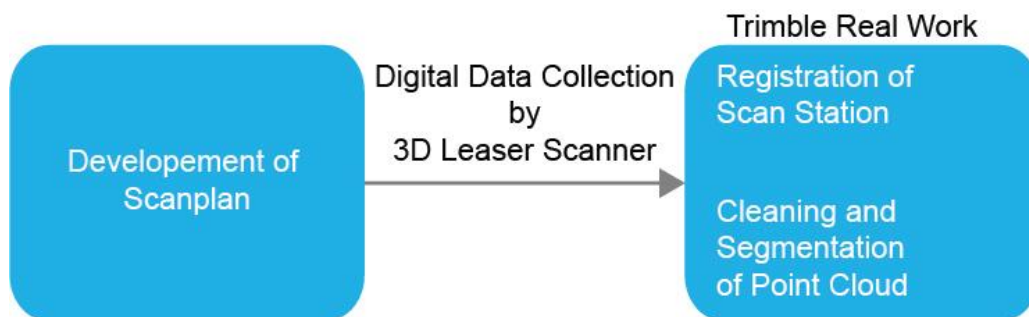 Developement of
Scanplan
Digital Data Collection
by
3D Leaser Scanner
Trimble Real Work
Registration of
Scan Station
Cleaning and
Segmentation
of Point Cloud